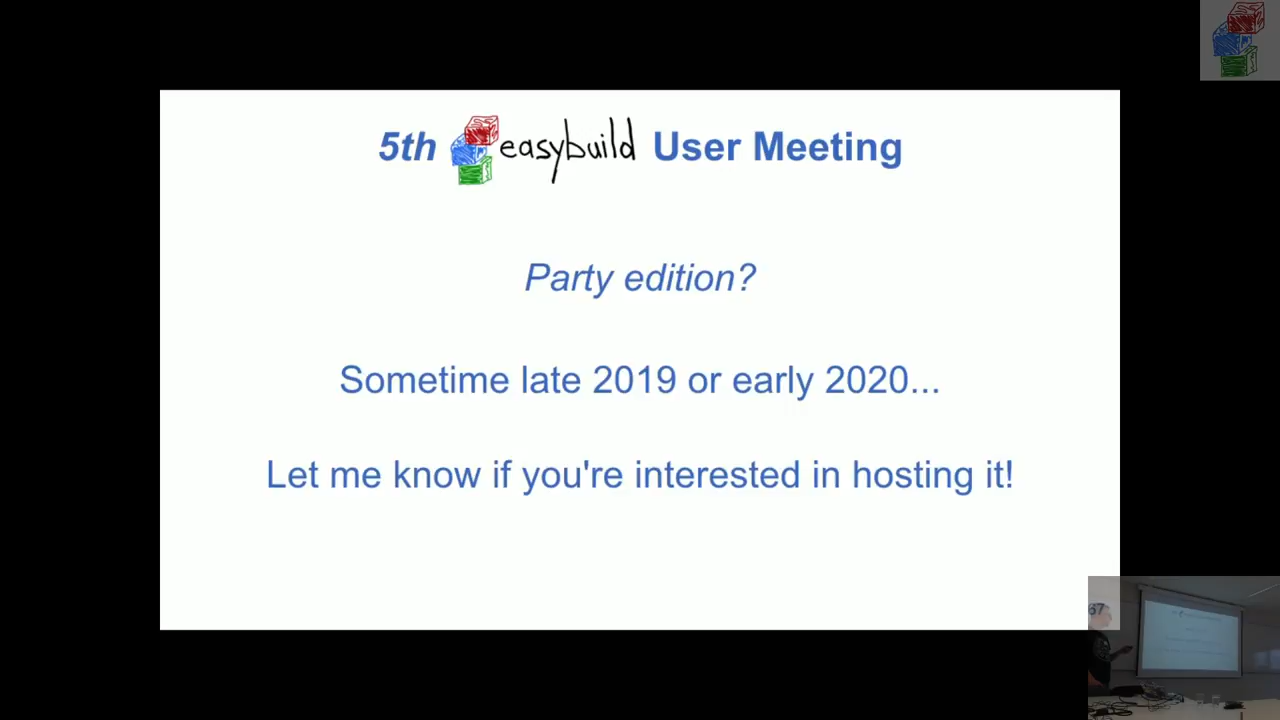 5th easybuild User Meeting
Party edition?
Sometime late 2019 or early 2020...
Let me know if you're interested in hosting it!